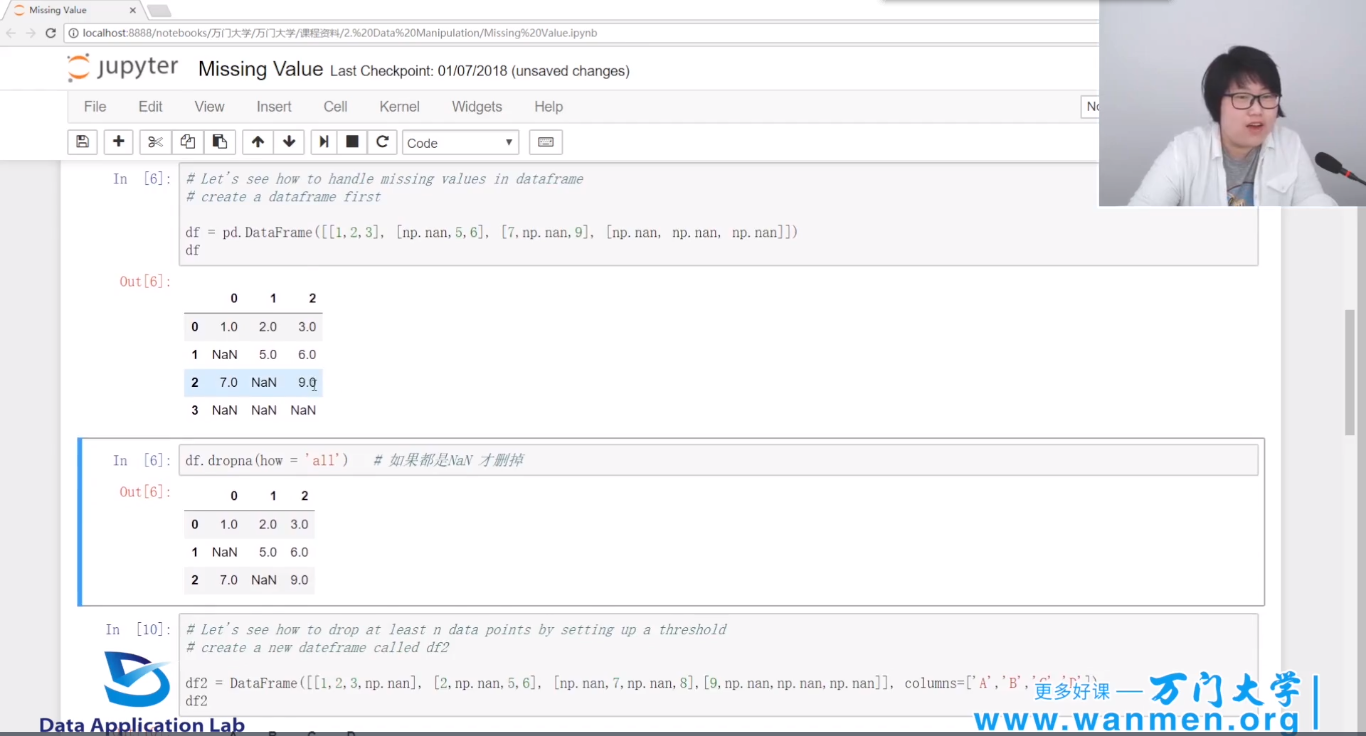 Missing Value
localhost:8888/notebooks/万门大学/万门大学/课程资料/2.%20Data%20Manipulation/Missing%20Value.ipynb
jupyter Missing Value Last Checkpoint: 01/07/2018 (unsaved changes)
File Edit View Insert Cell Kernel Widgets Help
Code
In [6]: # Let's see how to handle missing values in dataframe
# create a dataframe first
df = pd.DataFrame([[1,2,3], [np.nan,5,6], [7,np.nan,9], [np.nan, np.nan, np.nan]])
df
Out[6]:
0 1 2
0 1.0 2.0 3.0
1 NaN 5.0 6.0
2 7.0 NaN 9.0
3 NaN NaN NaN
In [6]: df.dropna(how = 'all') # 如果都是NaN 才删掉
Out[6]:
0 1 2
0 1.0 2.0 3.0
1 NaN 5.0 6.0
2 7.0 NaN 9.0
In [10]: # Let's see how to drop at least n data points by setting up a threshold
# create a new dateframe called df2
df2 = DataFrame([[1,2,3,np.nan], [2,np.nan,5,6], [np.nan,7,np.nan,8],[9,np.nan,np.nan,np.nan]], columns=['A','B','C','D'])
df2
更多好课 — 万门大学
www.wanmen.org
Data Application Lab